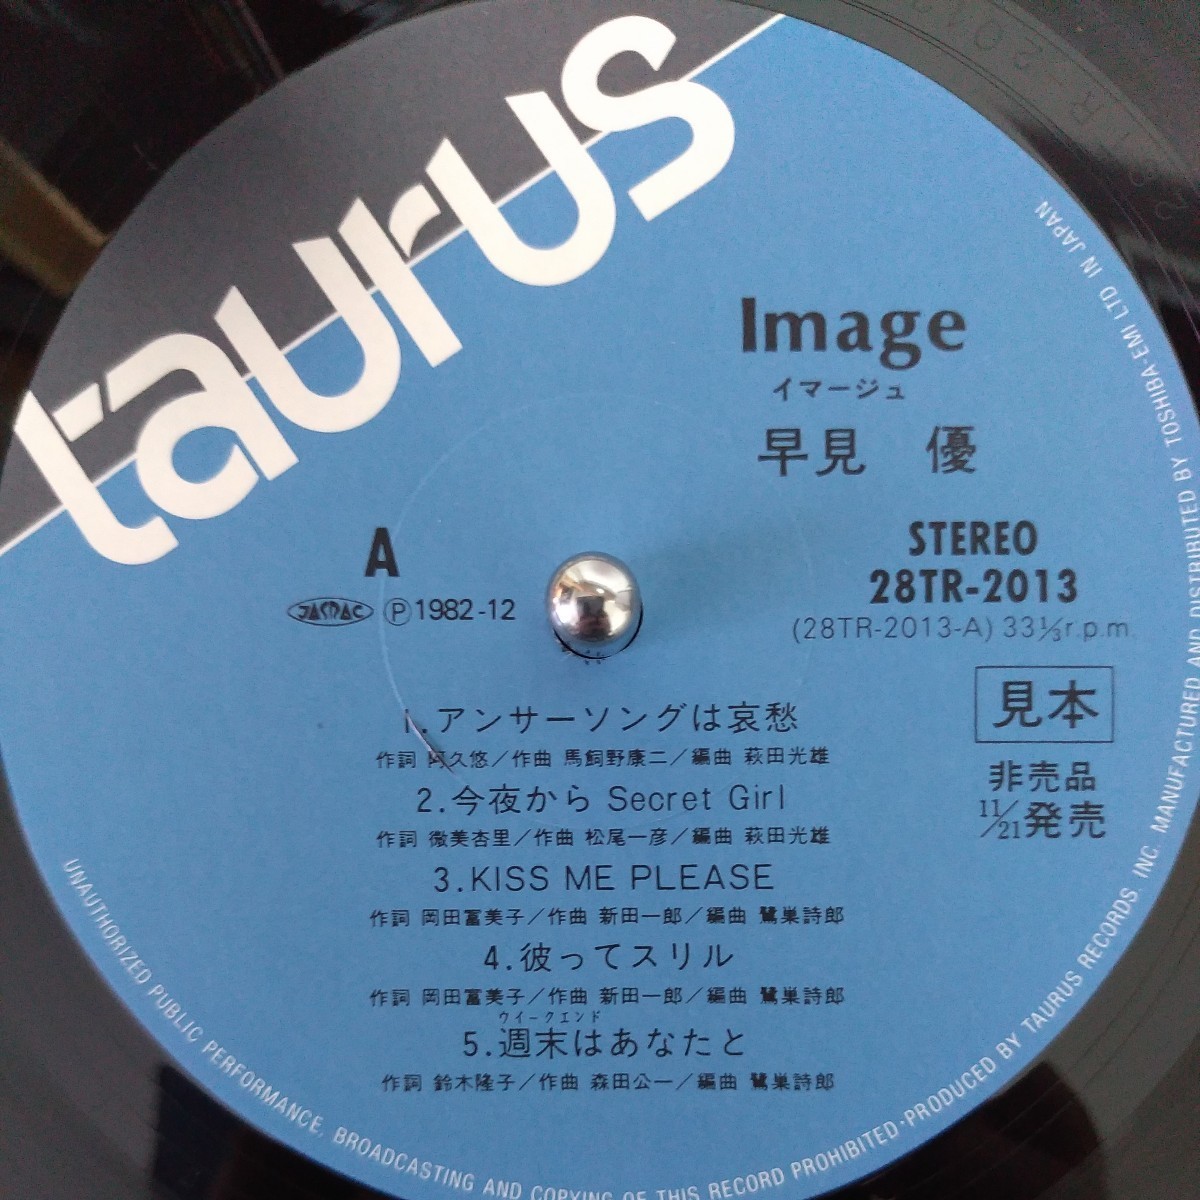 taurus
Image
イマージュ
早見 優
A
JASRAC Ⓟ1982-12
STEREO
28TR-2013
(28TR-2013-A) 33⅓r.p.m.
見本
非売品
11/21発売
1.アンサーソングは哀愁
作詞 阿久悠／作曲 馬飼野康二／編曲 萩田光雄
2.今夜から Secret Girl
作詞 微美杏里／作曲 松尾一彦／編曲 萩田光雄
3.KISS ME PLEASE
作詞 岡田冨美子／作曲 新田一郎／編曲 鷺巣詩郎
4.彼ってスリル
作詞 岡田冨美子／作曲 新田一郎／編曲 鷺巣詩郎
ウイークエンド
5.週末はあなたと
作詞 鈴木隆子／作曲 森田公一／編曲 鷺巣詩郎
UNAUTHORIZED PUBLIC PERFORMANCE, BROADCASTING AND COPYING OF THIS RECORD PROHIBITED·PRODUCED BY TAURUS RECORDS, INC. MANUFACTURED AND DISTRIBUTED BY TOSHIBA-EMI LTD IN JAPAN